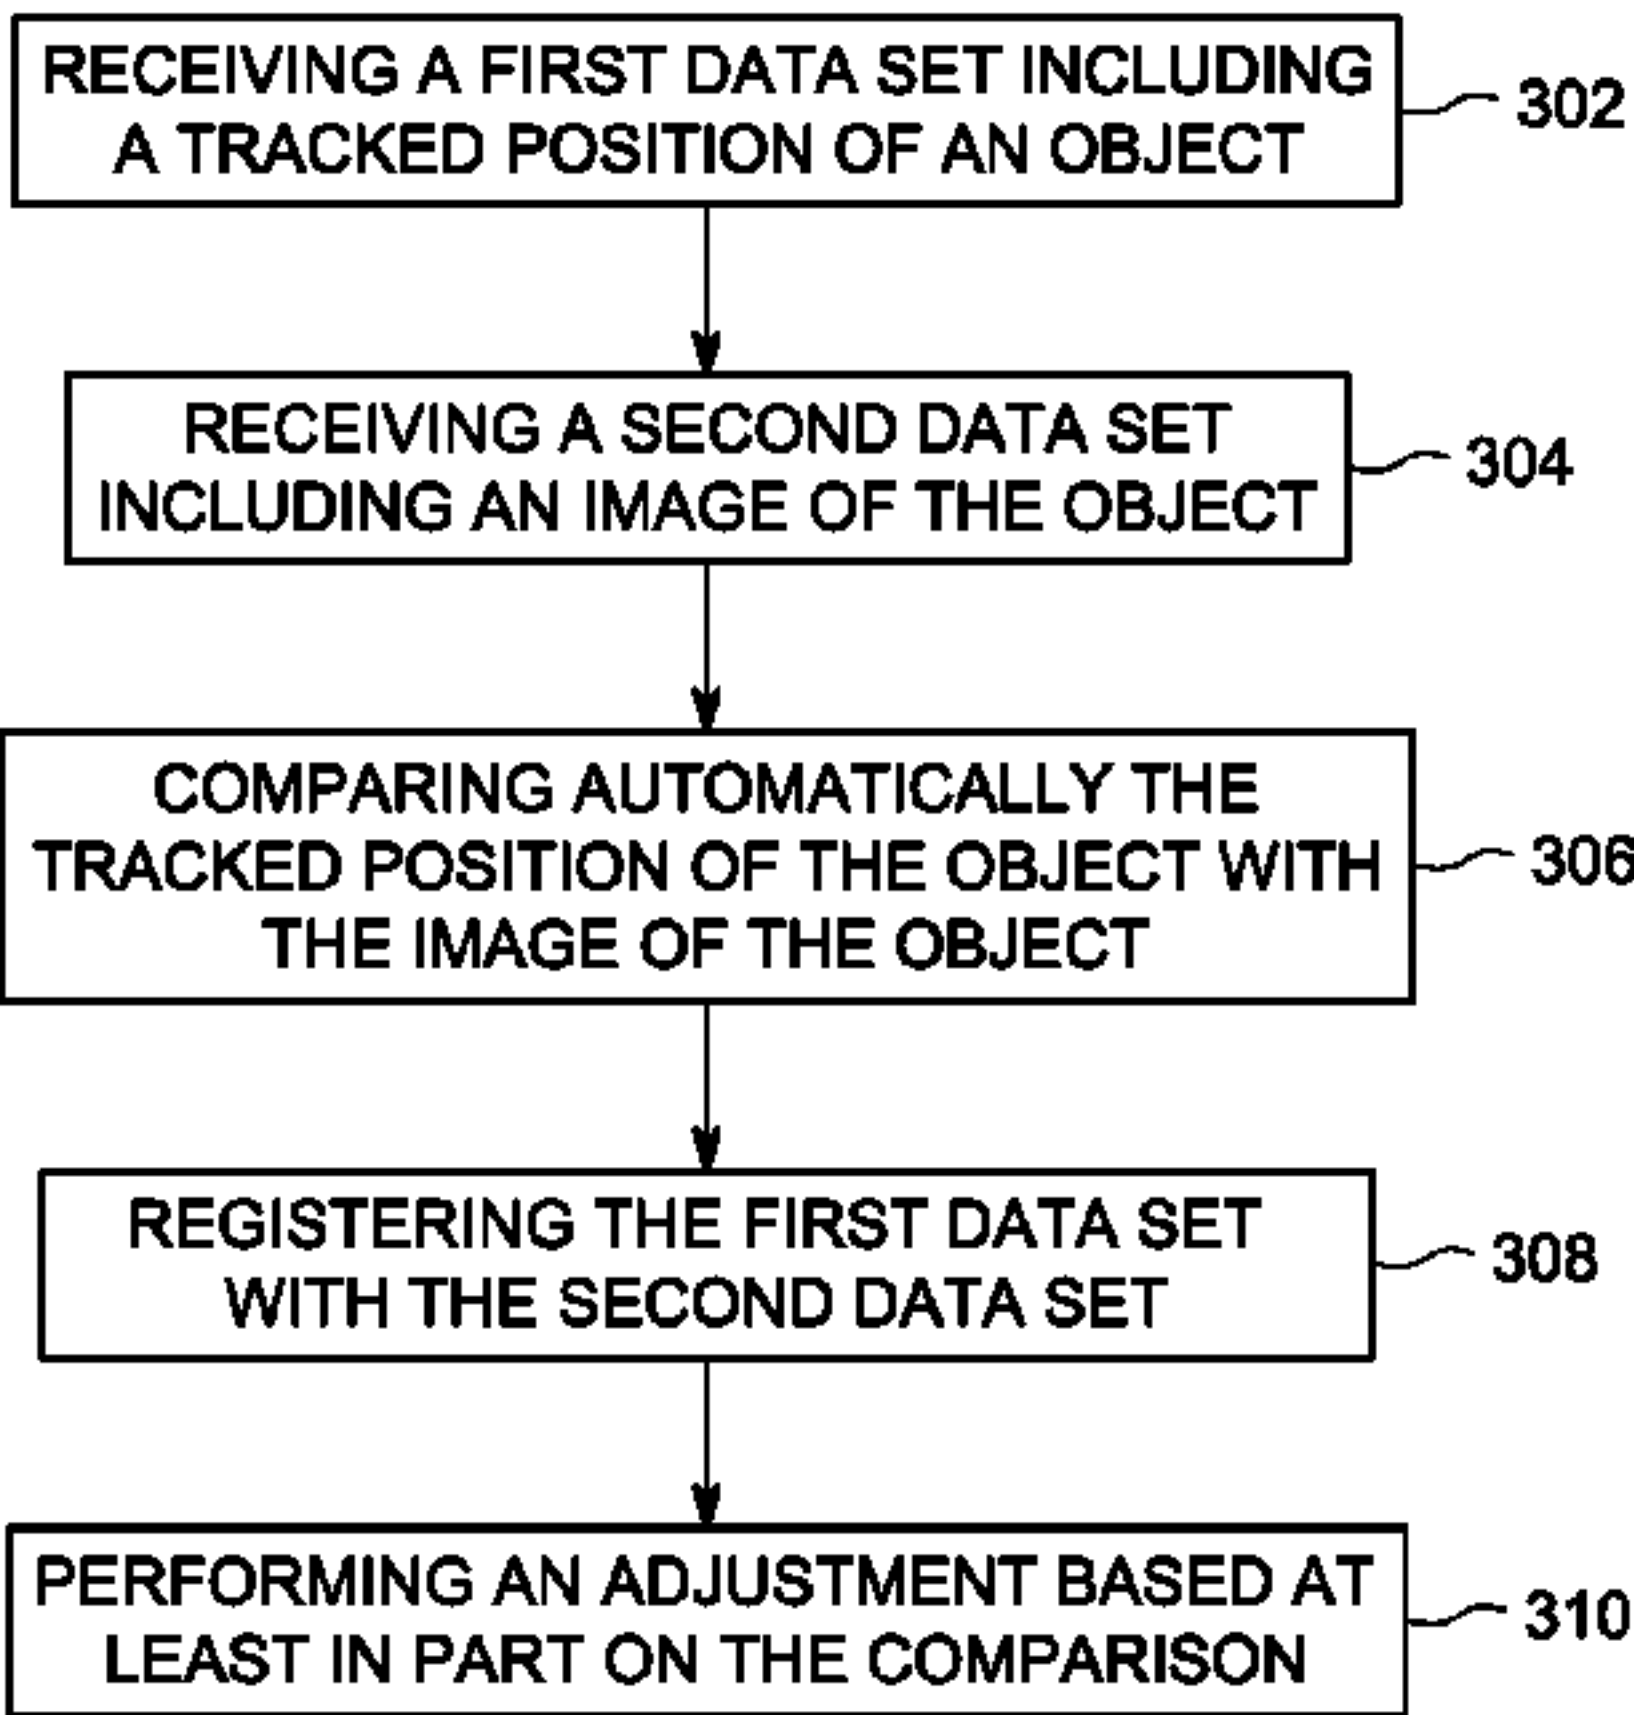 RECEIVING A FIRST DATA SET INCLUDING
A TRACKED POSITION OF AN OBJECT
302
RECEIVING A SECOND DATA SET
INCLUDING AN IMAGE OF THE OBJECT
304
COMPARING AUTOMATICALLY THE
TRACKED POSITION OF THE OBJECT WITH
THE IMAGE OF THE OBJECT
306
REGISTERING THE FIRST DATA SET
WITH THE SECOND DATA SET
308
PERFORMING AN ADJUSTMENT BASED AT
LEAST IN PART ON THE COMPARISON
310